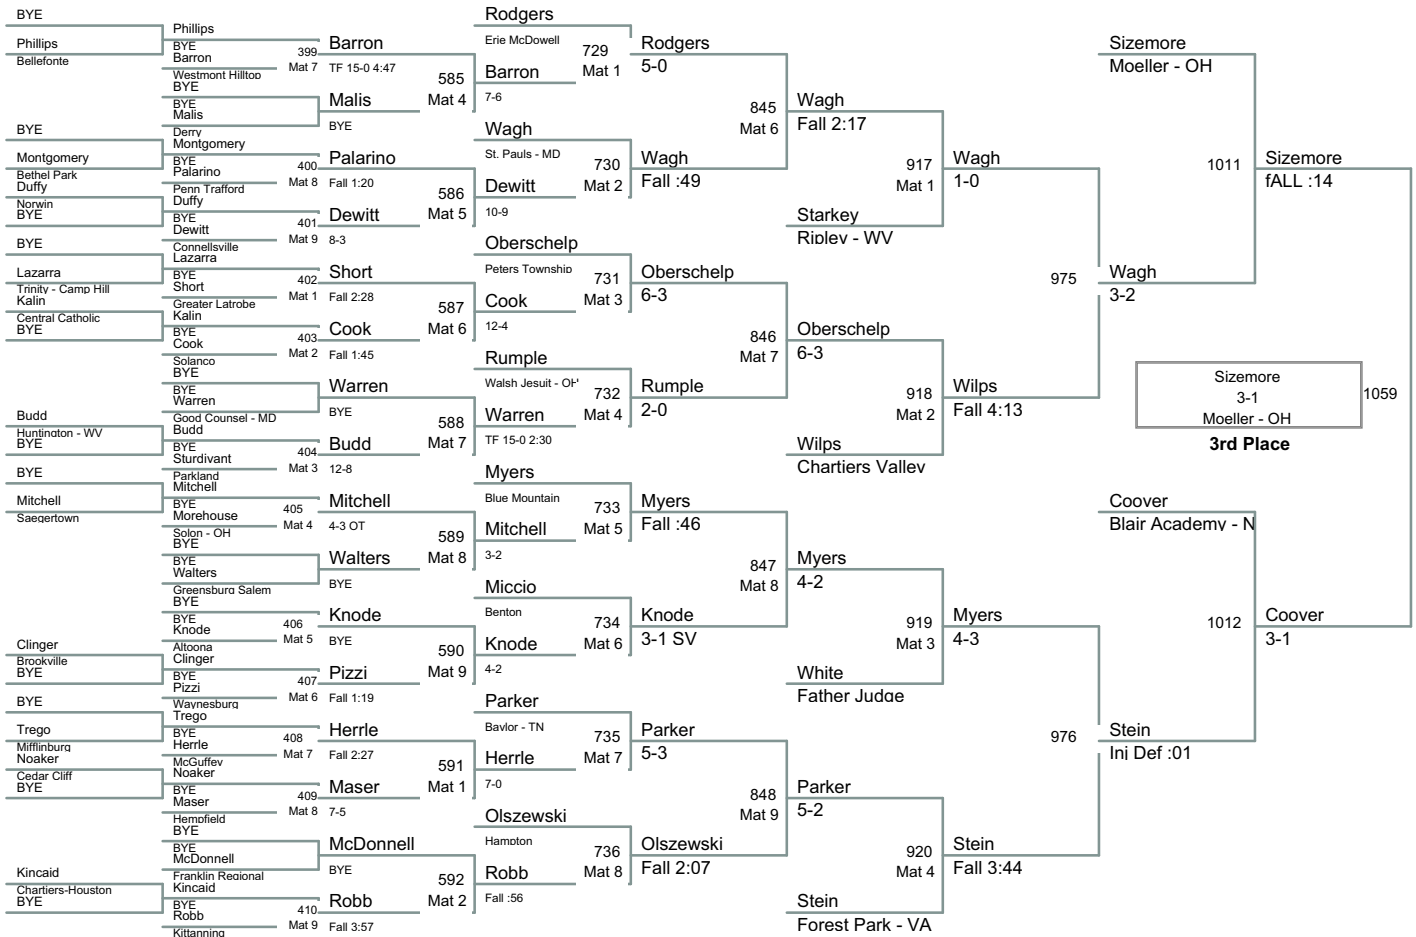 BYE
Phillips
Bellefonte
BYE
Montgomery
Bethel Park
Duffy
Norwin
BYE
BYE
Lazarra
Trinity - Camp Hill
Kalin
Central Catholic
BYE
Budd
Huntington - WV
BYE
BYE
Mitchell
Saegertown
Clinger
Brookville
BYE
BYE
Trego
Mifflinburg
Noaker
Cedar Cliff
BYE
Kincaid
Chartiers-Houston
BYE
Phillips
BYE
Barron
399
Mat 7
Westmont Hilltop
BYE
BYE
Malis
Derry
Montgomery
BYE
Palarino
400
Mat 8
Penn Trafford
Duffy
BYE
Dewitt
401
Mat 9
Connellsville
Lazarra
BYE
Short
402
Mat 1
Greater Latrobe
Kalin
BYE
Cook
403
Mat 2
Solanco
BYE
BYE
Warren
Good Counsel - MD
Budd
BYE
Sturdivant
404
Mat 3
Parkland
Mitchell
BYE
Morehouse
405
Mat 4
Solon - OH
BYE
BYE
Walters
Greensburg Salem
BYE
BYE
Knode
406
Mat 5
Altoona
Clinger
BYE
Pizzi
407
Mat 6
Waynesburg
Trego
BYE
Herrle
408
Mat 7
McGuffey
Noaker
BYE
Maser
409
Mat 8
Hempfield
BYE
BYE
McDonnell
Franklin Regional
Kincaid
BYE
Robb
410
Mat 9
Kittanning
Barron
TF 15-0 4:47
585
Mat 4
Malis
BYE
Palarino
Fall 1:20
586
Mat 5
Dewitt
8-3
Short
Fall 2:28
587
Mat 6
Cook
Fall 1:45
Warren
BYE
588
Mat 7
Budd
12-8
Mitchell
4-3 OT
589
Mat 8
Walters
BYE
Knode
BYE
590
Mat 9
Pizzi
Fall 1:19
Herrle
Fall 2:27
591
Mat 1
Maser
7-5
McDonnell
BYE
592
Mat 2
Robb
Fall 3:57
Rodgers
Erie McDowell
729
Mat 1
Barron
7-6
Wagh
St. Pauls - MD
730
Mat 2
Dewitt
10-9
Oberschelp
Peters Township
731
Mat 3
Cook
12-4
Rumple
Walsh Jesuit - OH
732
Mat 4
Warren
TF 15-0 2:30
Myers
Blue Mountain
733
Mat 5
Mitchell
3-2
Miccio
Benton
734
Mat 6
Knode
4-2
Parker
Baylor - TN
735
Mat 7
Herrle
7-0
Olszewski
Hampton
736
Mat 8
Robb
Fall :56
Rodgers
5-0
845
Mat 6
Wagh
Fall :49
Oberschelp
6-3
846
Mat 7
Rumple
2-0
Myers
Fall :46
847
Mat 8
Knode
3-1 SV
Parker
5-3
848
Mat 9
Olszewski
Fall 2:07
Wagh
Fall 2:17
917
Mat 1
Starkey
Ripley - WV
Oberschelp
6-3
918
Mat 2
Wilps
Chartiers Valley
Myers
4-2
919
Mat 3
White
Father Judge
Parker
5-2
920
Mat 4
Stein
Forest Park - VA
Wagh
1-0
975
Wilps
Fall 4:13
Myers
4-3
976
Stein
Fall 3:44
Sizemore
Moeller - OH
1011
Wagh
3-2
Coover
Blair Academy - N
1012
Stein
Inj Def :01
Sizemore
fALL :14
Coover
3-1
Sizemore
3-1
Moeller - OH
1059
3rd Place